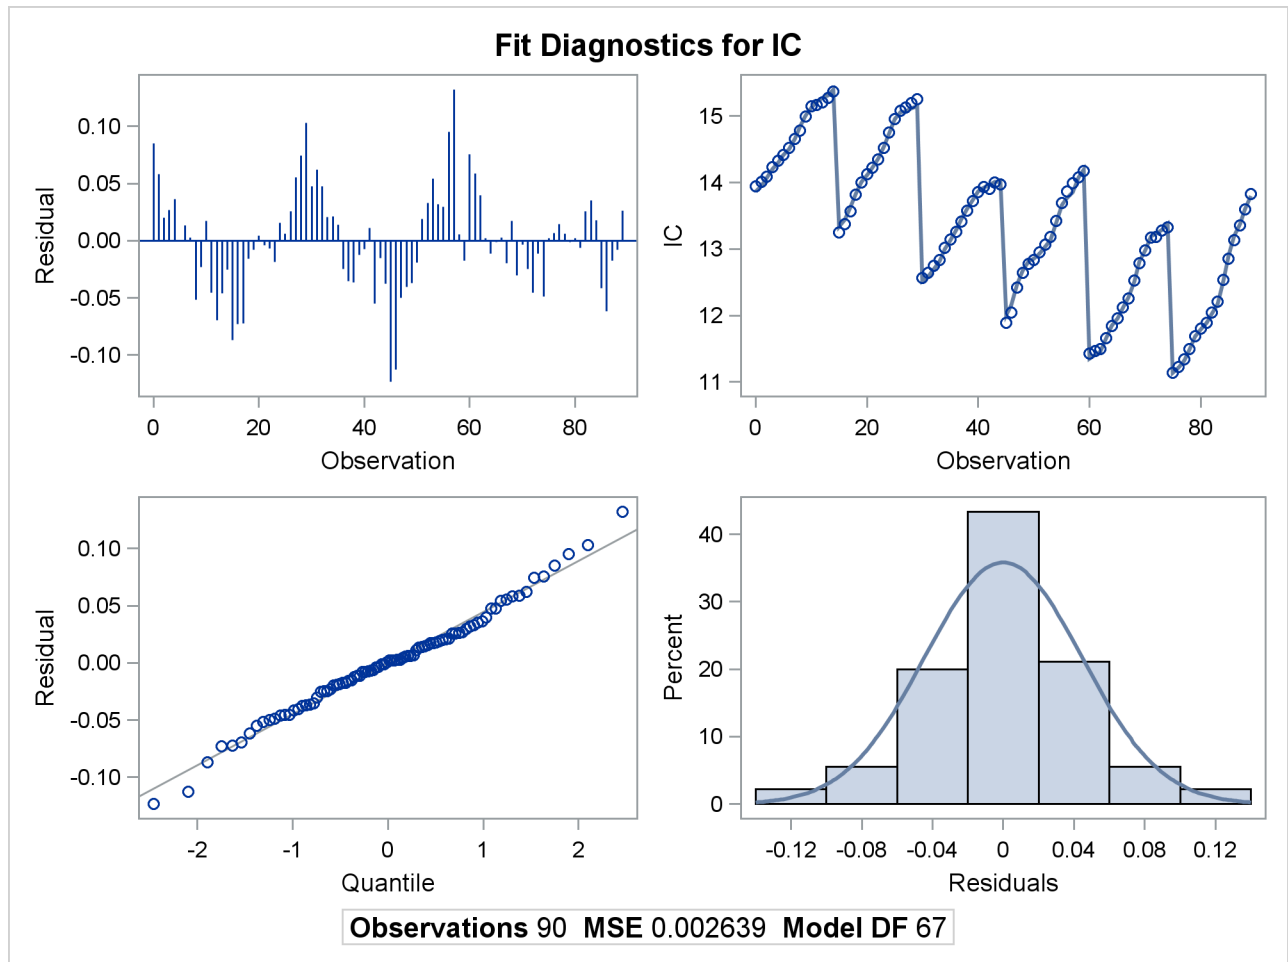 Fit Diagnostics for IC
0.10
0.05
0.00
-0.05
-0.10
Residual
0 20 40 60 80
Observation
15
14
13
12
11
IC
0 20 40 60 80
Observation
0.10
0.05
0.00
-0.05
-0.10
Residual
-2 -1 0 1 2
Quantile
40
30
20
10
0
Percent
-0.12 -0.08 -0.04 0 0.04 0.08 0.12
Residuals
Observations 90 MSE 0.002639 Model DF 67